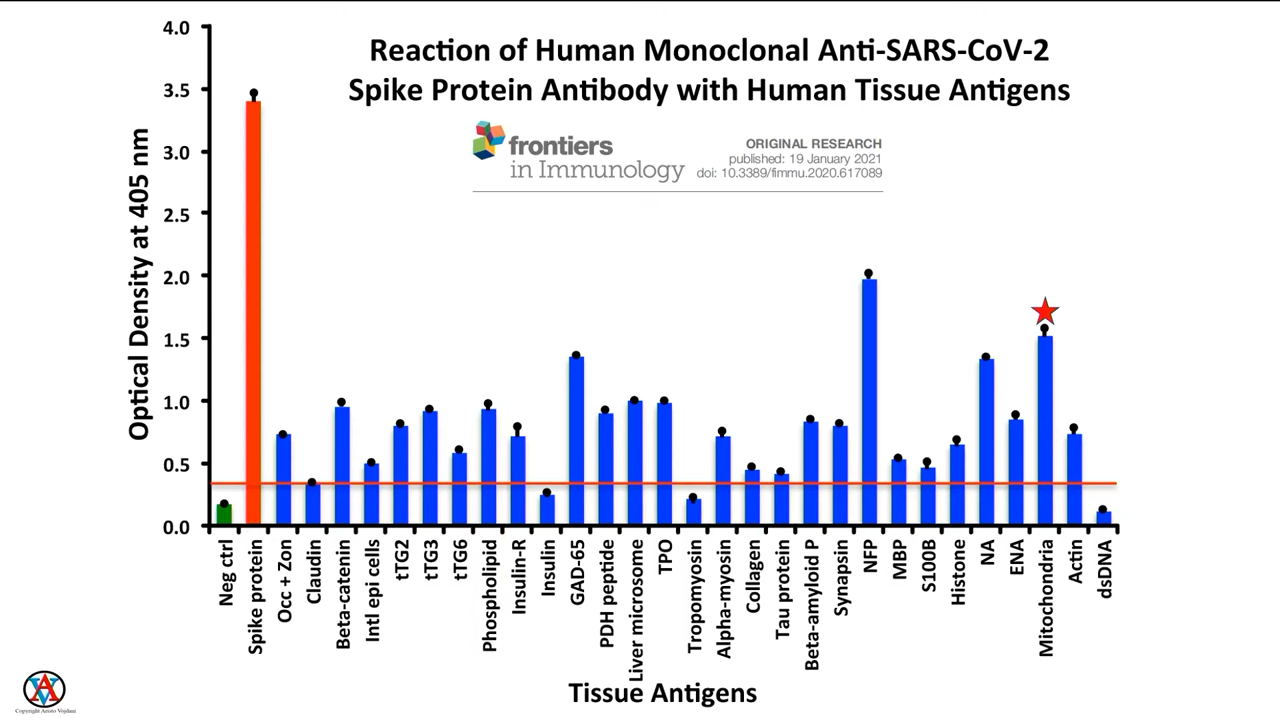 Reaction of Human Monoclonal Anti-SARS-CoV-2
Spike Protein Antibody with Human Tissue Antigens
frontiers
in Immunology
ORIGINAL RESEARCH
published: 19 January 2021
doi: 10.3389/fimmu.2020.617089
Optical Density at 405 nm
4.0
3.5
3.0
2.5
2.0
1.5
1.0
0.5
0.0
Neg ctrl
Spike protein
Occ + Zon
Claudin
Beta-catenin
Intl epi cells
tTG2
tTG3
tTG6
Phospholipid
Insulin-R
Insulin
GAD-65
PDH peptide
Liver microsome
TPO
Tropomyosin
Alpha-myosin
Collagen
Tau protein
Beta-amyloid P
Synapsin
NFP
MBP
S100B
Histone
NA
ENA
Mitochondria
Actin
dsDNA
Tissue Antigens
Copyright Aristo Vojdani